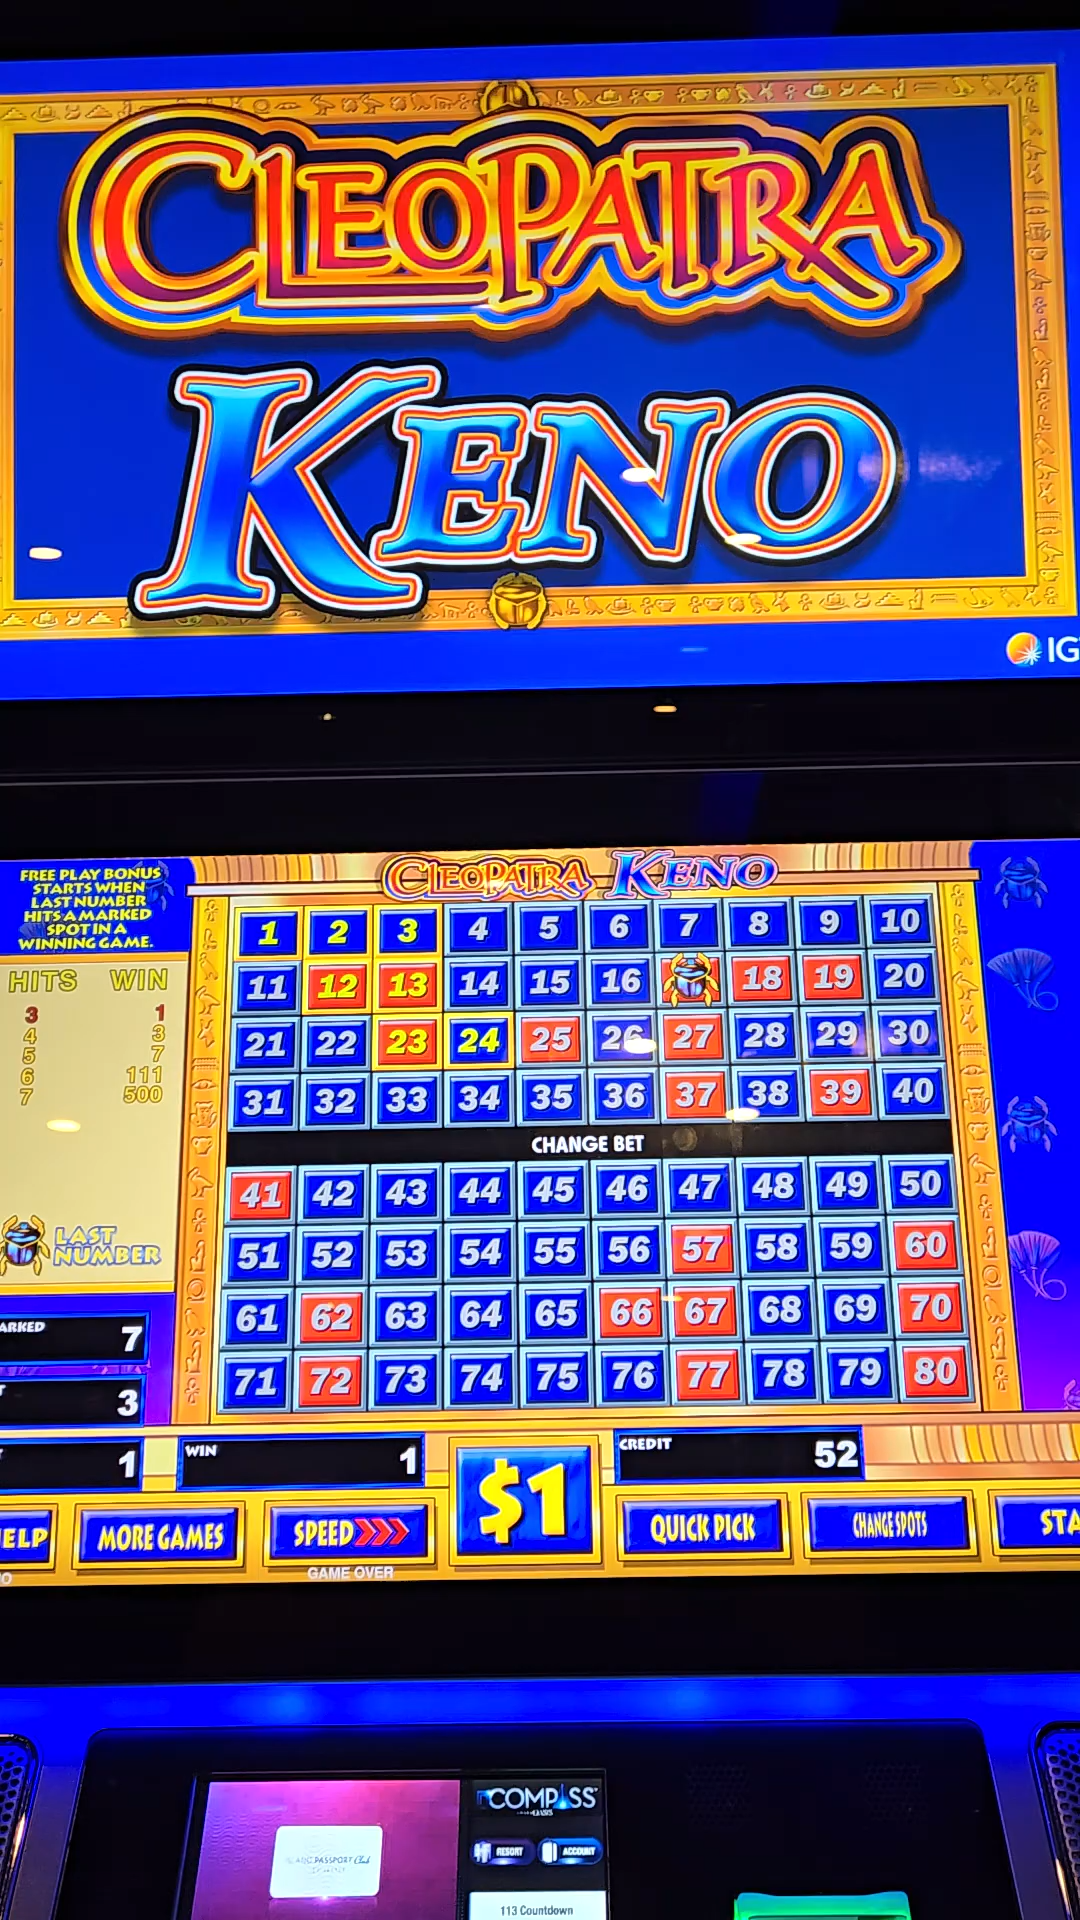 CLEOPATRA
KENO
IG
CLEOPATRA KENO
FREE PLAY BONUS
STARTS WHEN
LAST NUMBER
HITS A MARKED
SPOT IN A
WINNING GAME.
HITS WIN
3 1
4 3
5 7
6 111
7 500
LAST
NUMBER
1 2 3 4 5 6 7 8 9 10
11 12 13 14 15 16 18 19 20
21 22 23 24 25 26 27 28 29 30
31 32 33 34 35 36 37 38 39 40
CHANGE BET
41 42 43 44 45 46 47 48 49 50
51 52 53 54 55 56 57 58 59 60
61 62 63 64 65 66 67 68 69 70
71 72 73 74 75 76 77 78 79 80
ARKED 7
T 3
T 1
WIN 1
$1
CREDIT 52
ELP
MORE GAMES
SPEED
QUICK PICK
CHANGE SPOTS
STA
GAME OVER
COMPASS
RESORT
ACCOUNT
PASSPORT Club
113 Countdown